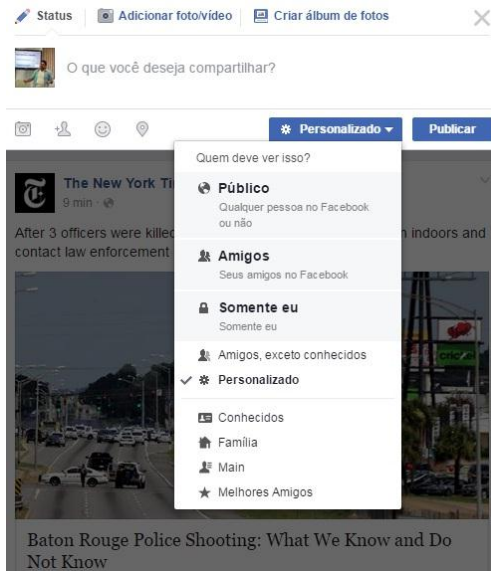 Status Adicionar foto/vídeo Criar álbum de fotos
O que você deseja compartilhar?
Personalizado Publicar
Quem deve ver isso?
Público
Qualquer pessoa no Facebook
ou não
Amigos
Seus amigos no Facebook
Somente eu
Somente eu
Amigos, exceto conhecidos
Personalizado
Conhecidos
Família
Main
Melhores Amigos
The New York Ti
9 min
After 3 officers were killed n indoors and
contact law enforcement
Baton Rouge Police Shooting: What We Know and Do
Not Know